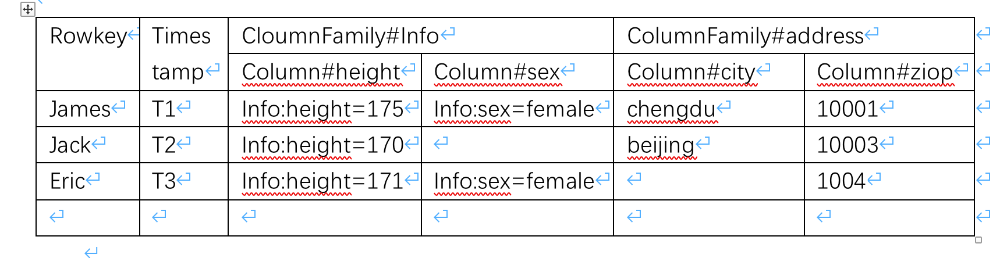 Rowkey Times CloumnFamily#Info ColumnFamily#address
tamp Column#height Column#sex Column#city Column#ziop
James T1 Info:height=175 Info:sex=female chengdu 10001
Jack T2 Info:height=170 beijing 10003
Eric T3 Info:height=171 Info:sex=female 1004